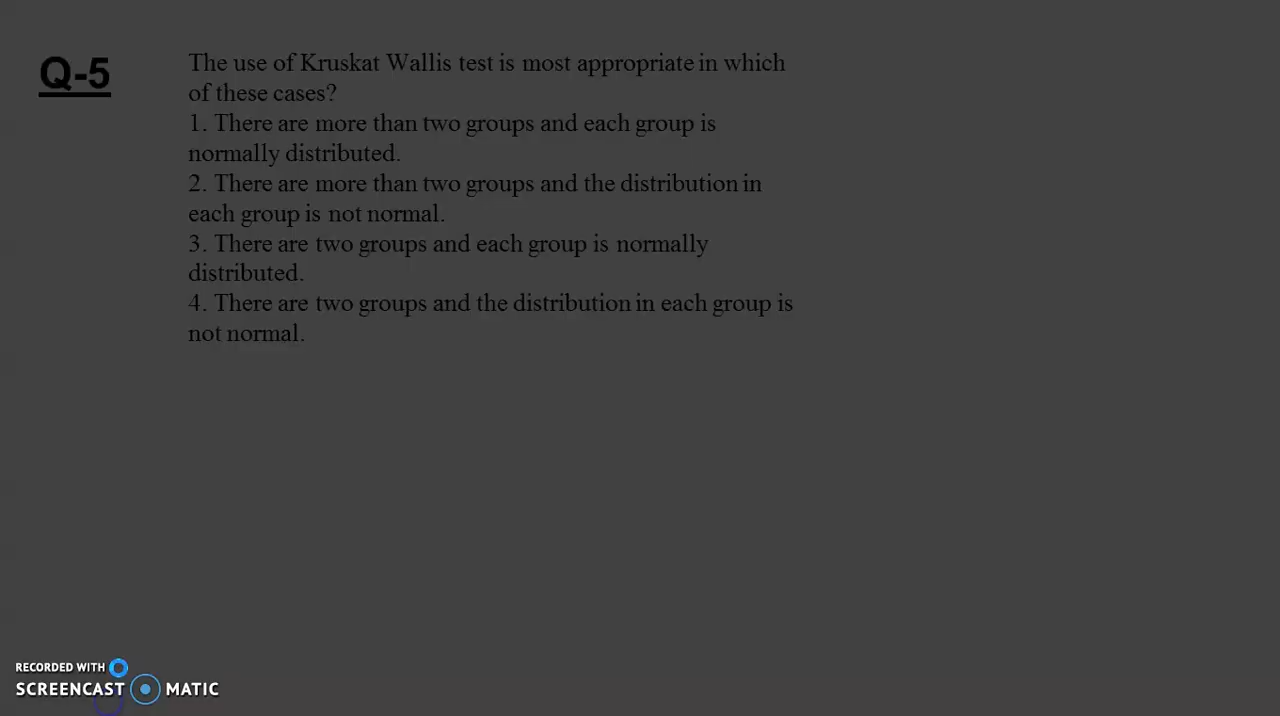 Q-5
The use of Kruskat Wallis test is most appropriate in which
of these cases?
1. There are more than two groups and each group is
normally distributed.
2. There are more than two groups and the distribution in
each group is not normal.
3. There are two groups and each group is normally
distributed.
4. There are two groups and the distribution in each group is
not normal.
RECORDED WITH
SCREENCAST MATIC